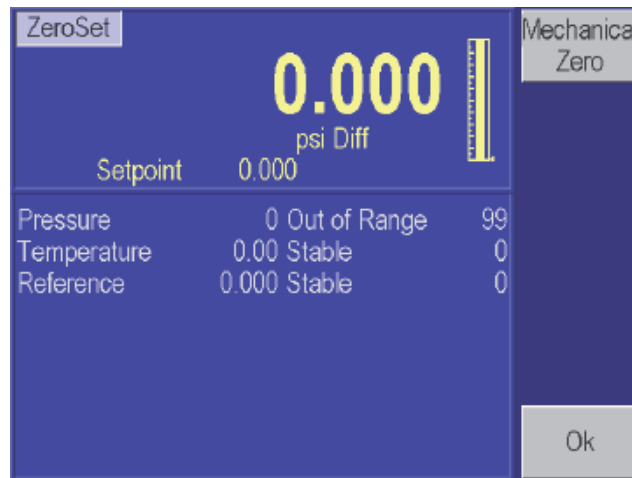 ZeroSet
0.000
psi Diff
Setpoint 0.000
Pressure 0 Out of Range 99
Temperature 0.00 Stable 0
Reference 0.000 Stable 0
Mechanica
Zero
Ok